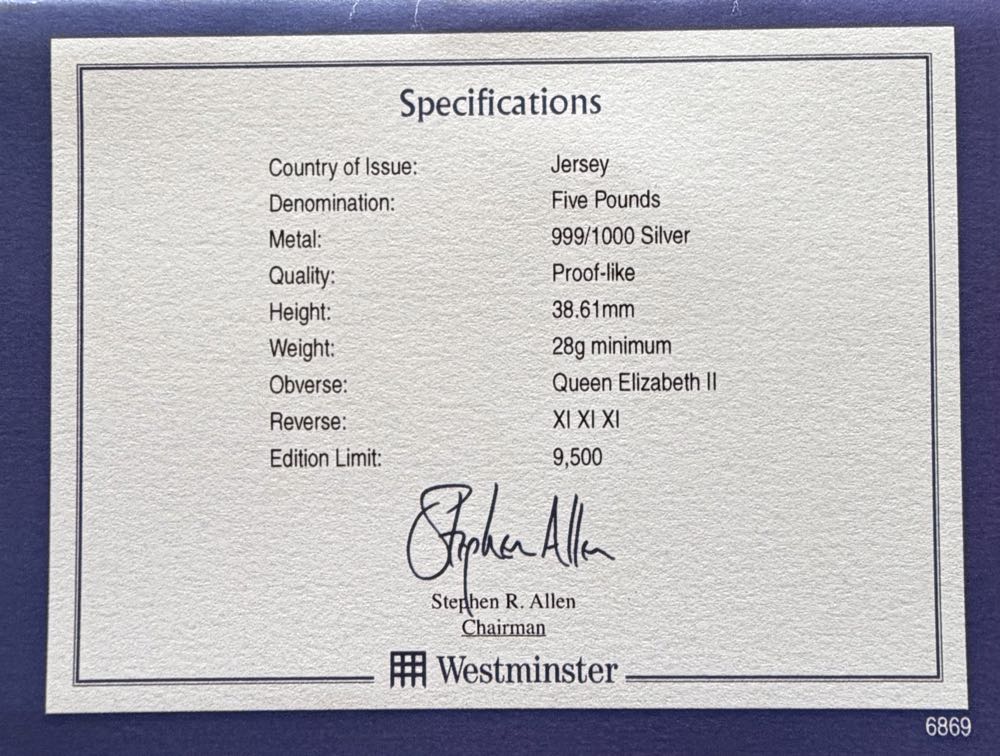 Specifications
Country of Issue: Jersey
Denomination: Five Pounds
Metal: 999/1000 Silver
Quality: Proof-like
Height: 38.61mm
Weight: 28g minimum
Obverse: Queen Elizabeth II
Reverse: XI XI XI
Edition Limit: 9,500
Stephen Allen
Stephen R. Allen
Chairman
Westminster
6869